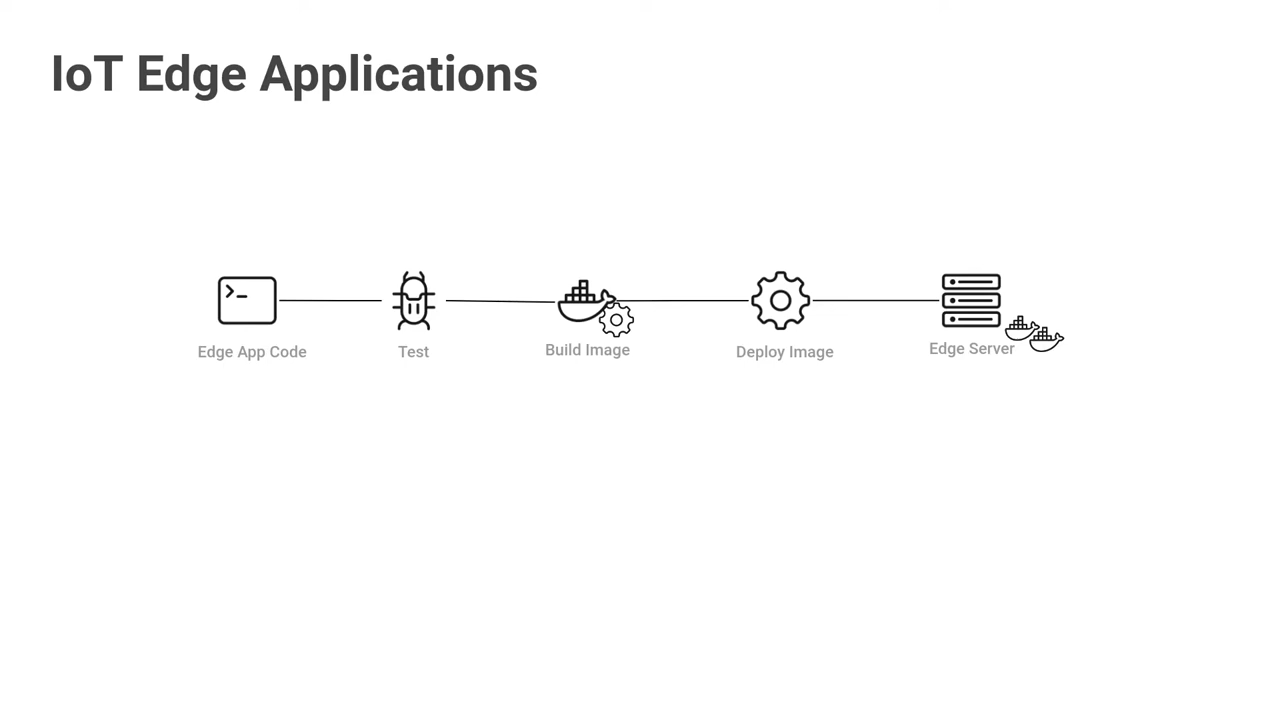 IoT Edge Applications
Edge App Code
Test
Build Image
Deploy Image
Edge Server